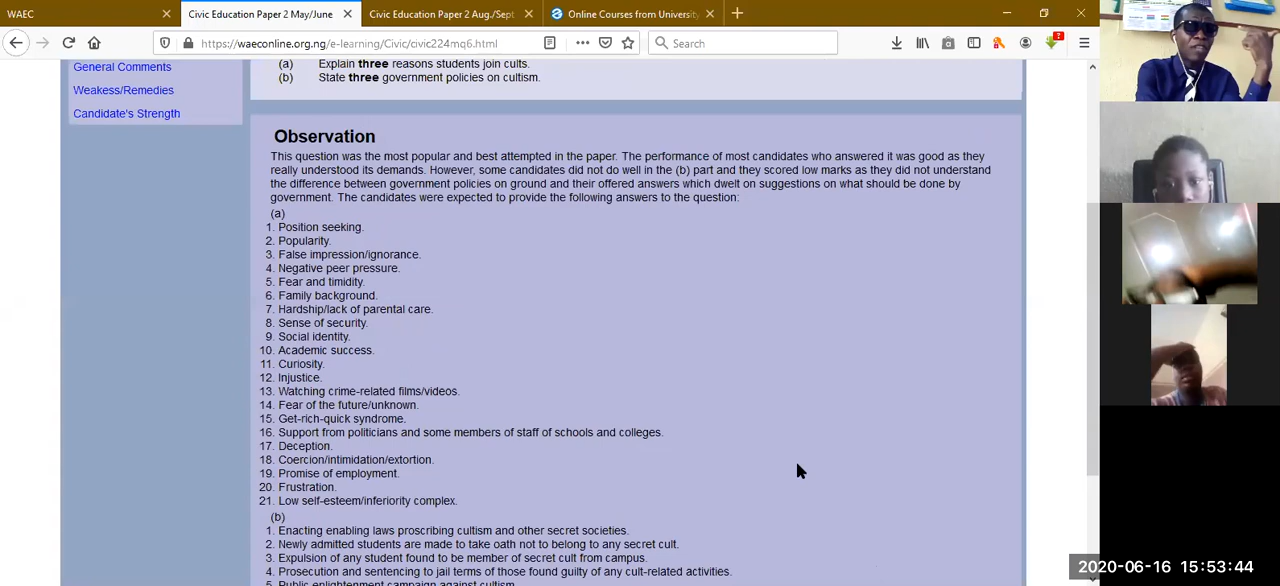 WAEC
Civic Education Paper 2 May/June
Civic Education Paper 2 Aug./Sept
Online Courses from University
https://waeconline.org.ng/e-learning/Civic/civic224mq6.html
Search
General Comments
Weakess/Remedies
Candidate's Strength
(a) Explain three reasons students join cults.
(b) State three government policies on cultism.
Observation
This question was the most popular and best attempted in the paper. The performance of most candidates who answered it was good as they
really understood its demands. However, some candidates did not do well in the (b) part and they scored low marks as they did not understand
the difference between government policies on ground and their offered answers which dwelt on suggestions on what should be done by
government. The candidates were expected to provide the following answers to the question:
(a)
1. Position seeking.
2. Popularity.
3. False impression/ignorance.
4. Negative peer pressure.
5. Fear and timidity.
6. Family background.
7. Hardship/lack of parental care.
8. Sense of security.
9. Social identity.
10. Academic success.
11. Curiosity.
12. Injustice.
13. Watching crime-related films/videos.
14. Fear of the future/unknown.
15. Get-rich-quick syndrome.
16. Support from politicians and some members of staff of schools and colleges.
17. Deception.
18. Coercion/intimidation/extortion.
19. Promise of employment.
20. Frustration.
21. Low self-esteem/inferiority complex.
(b)
1. Enacting enabling laws proscribing cultism and other secret societies.
2. Newly admitted students are made to take oath not to belong to any secret cult.
3. Expulsion of any student found to be member of secret cult from campus.
4. Prosecution and sentencing to jail terms of those found guilty of any cult-related activities.
5. Public enlightenment campaign against cultism.
2020-06-16 15:53:44